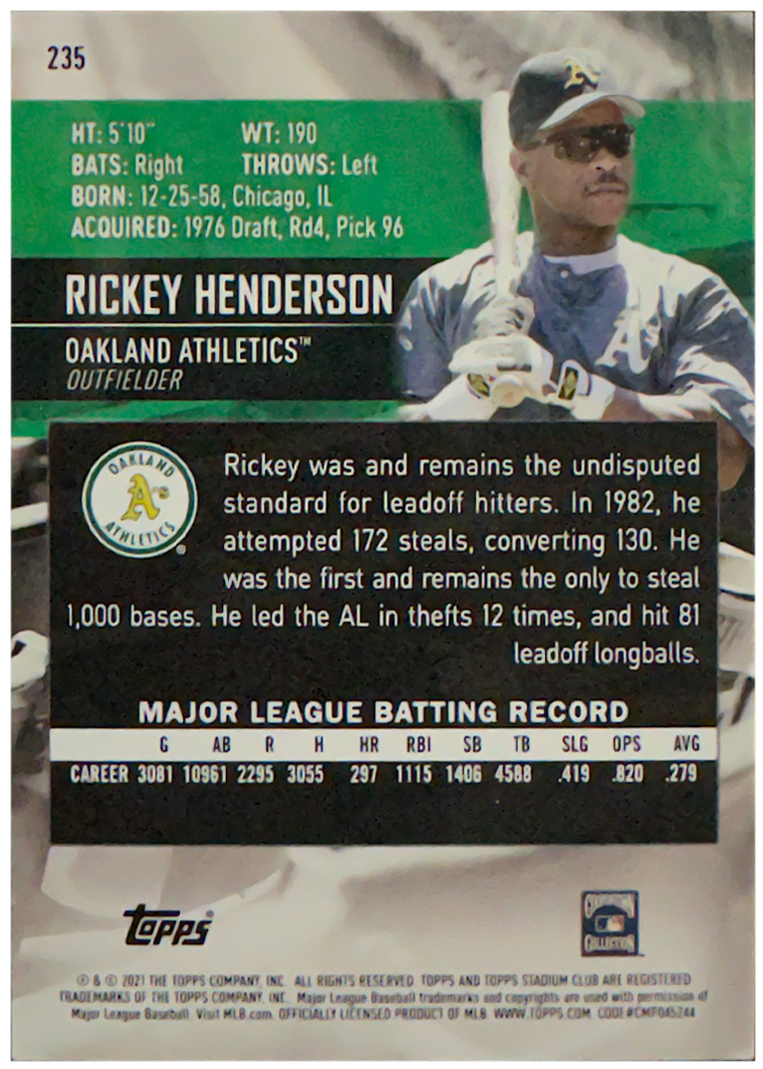 235
HT: 5'10" WT: 190
BATS: Right THROWS: Left
BORN: 12-25-58, Chicago, IL
ACQUIRED: 1976 Draft, Rd4, Pick 96
RICKEY HENDERSON
OAKLAND ATHLETICS™
OUTFIELDER
OAKLAND
A's
ATHLETICS
®
Rickey was and remains the undisputed
standard for leadoff hitters. In 1982, he
attempted 172 steals, converting 130. He
was the first and remains the only to steal
1,000 bases. He led the AL in thefts 12 times, and hit 81
leadoff longballs.
MAJOR LEAGUE BATTING RECORD
G AB R H HR RBI SB TB SLG OPS AVG
CAREER 3081 10961 2295 3055 297 1115 1406 4588 .419 .820 .279
Topps®
COOPERSTOWN
COLLECTION
® & © 2021 THE TOPPS COMPANY, INC. ALL RIGHTS RESERVED. TOPPS AND TOPPS STADIUM CLUB ARE REGISTERED
TRADEMARKS OF THE TOPPS COMPANY, INC. Major League Baseball trademarks and copyrights are used with permission of
Major League Baseball. Visit MLB.com. OFFICIALLY LICENSED PRODUCT OF MLB. WWW.TOPPS.COM. CODE#CMP045244